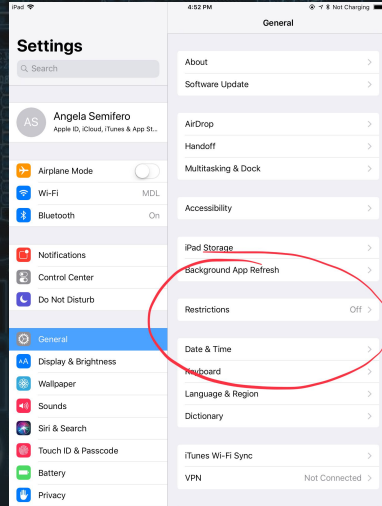 iPad
4:52 PM
Not Charging
Settings
General
Search
AS
Angela Semifero
Apple ID, iCloud, iTunes & App St...
Airplane Mode
Wi-Fi
MDL
Bluetooth
On
Notifications
Control Center
Do Not Disturb
General
AA
Display & Brightness
Wallpaper
Sounds
Siri & Search
Touch ID & Passcode
Battery
Privacy
About
Software Update
AirDrop
Handoff
Multitasking & Dock
Accessibility
iPad Storage
Background App Refresh
Restrictions
Off
Date & Time
Keyboard
Language & Region
Dictionary
iTunes Wi-Fi Sync
VPN
Not Connected